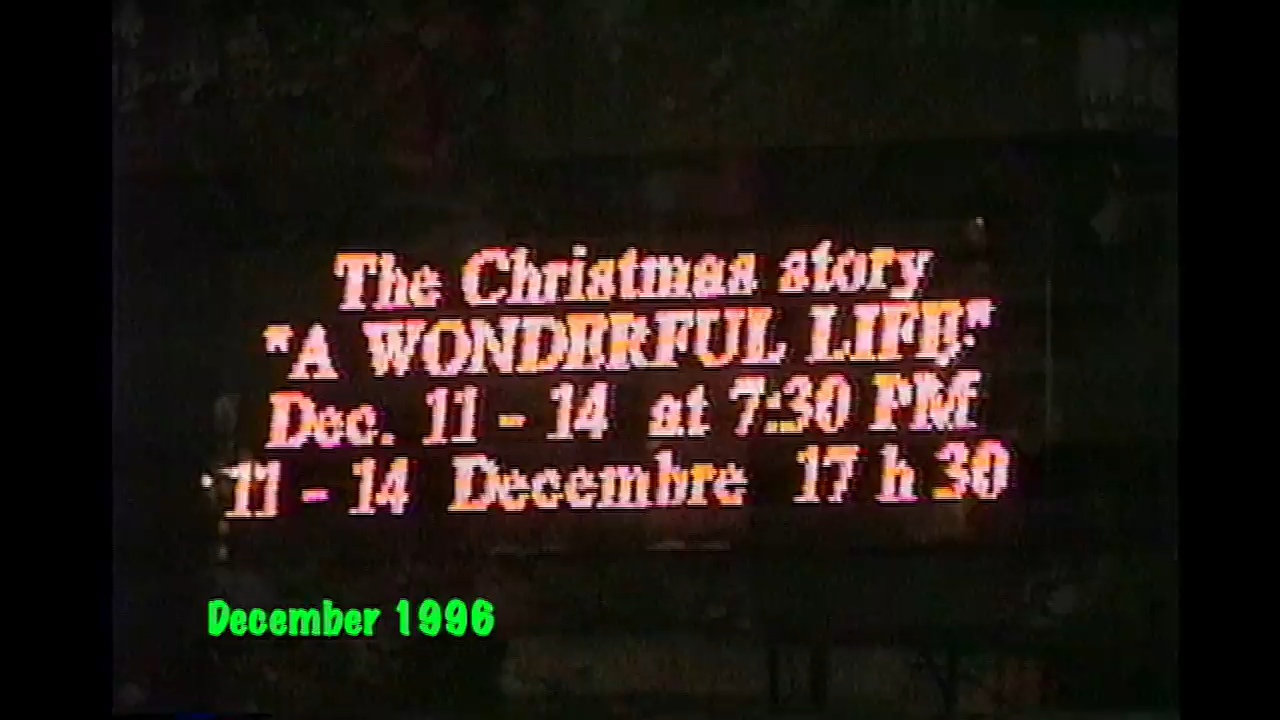 The Christmas story
"A WONDERFUL LIFE"
Dec. 11 - 14 at 7:30 PM
11 - 14 Decembre 17 h 30
December 1996